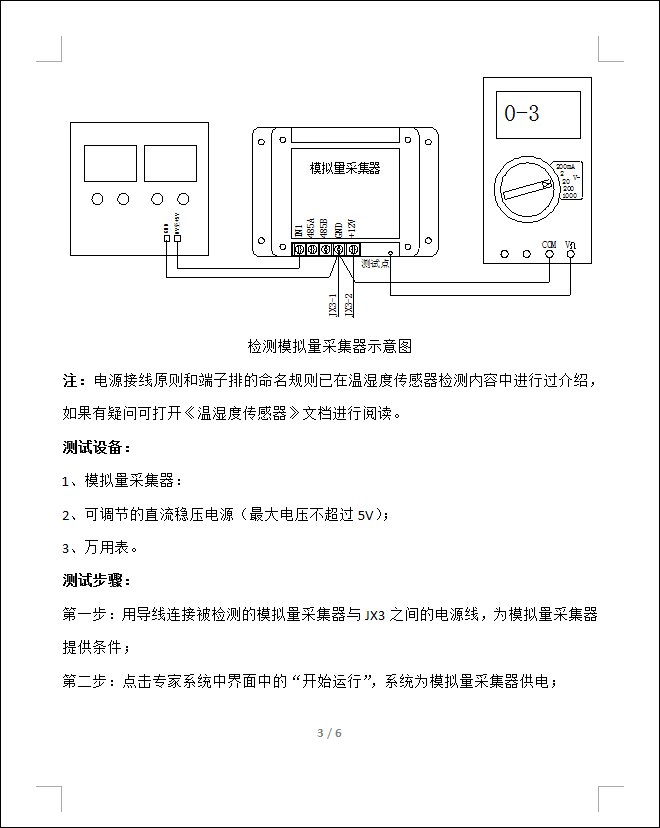 0-3
模拟量采集器
200mA
2
V-
20
200
1000
GND
IN1
485A
485B
GND
+12V
COM
VΩ
测试点
JX3-1
JX3-2
检测模拟量采集器示意图
注：电源接线原则和端子排的命名规则已在温湿度传感器检测内容中进行过介绍，
如果有疑问可打开《温湿度传感器》文档进行阅读。
测试设备：
1、模拟量采集器：
2、可调节的直流稳压电源（最大电压不超过 5V）；
3、万用表。
测试步骤：
第一步：用导线连接被检测的模拟量采集器与 JX3 之间的电源线，为模拟量采集器
提供条件；
第二步：点击专家系统中界面中的“开始运行”，系统为模拟量采集器供电；
3 / 6